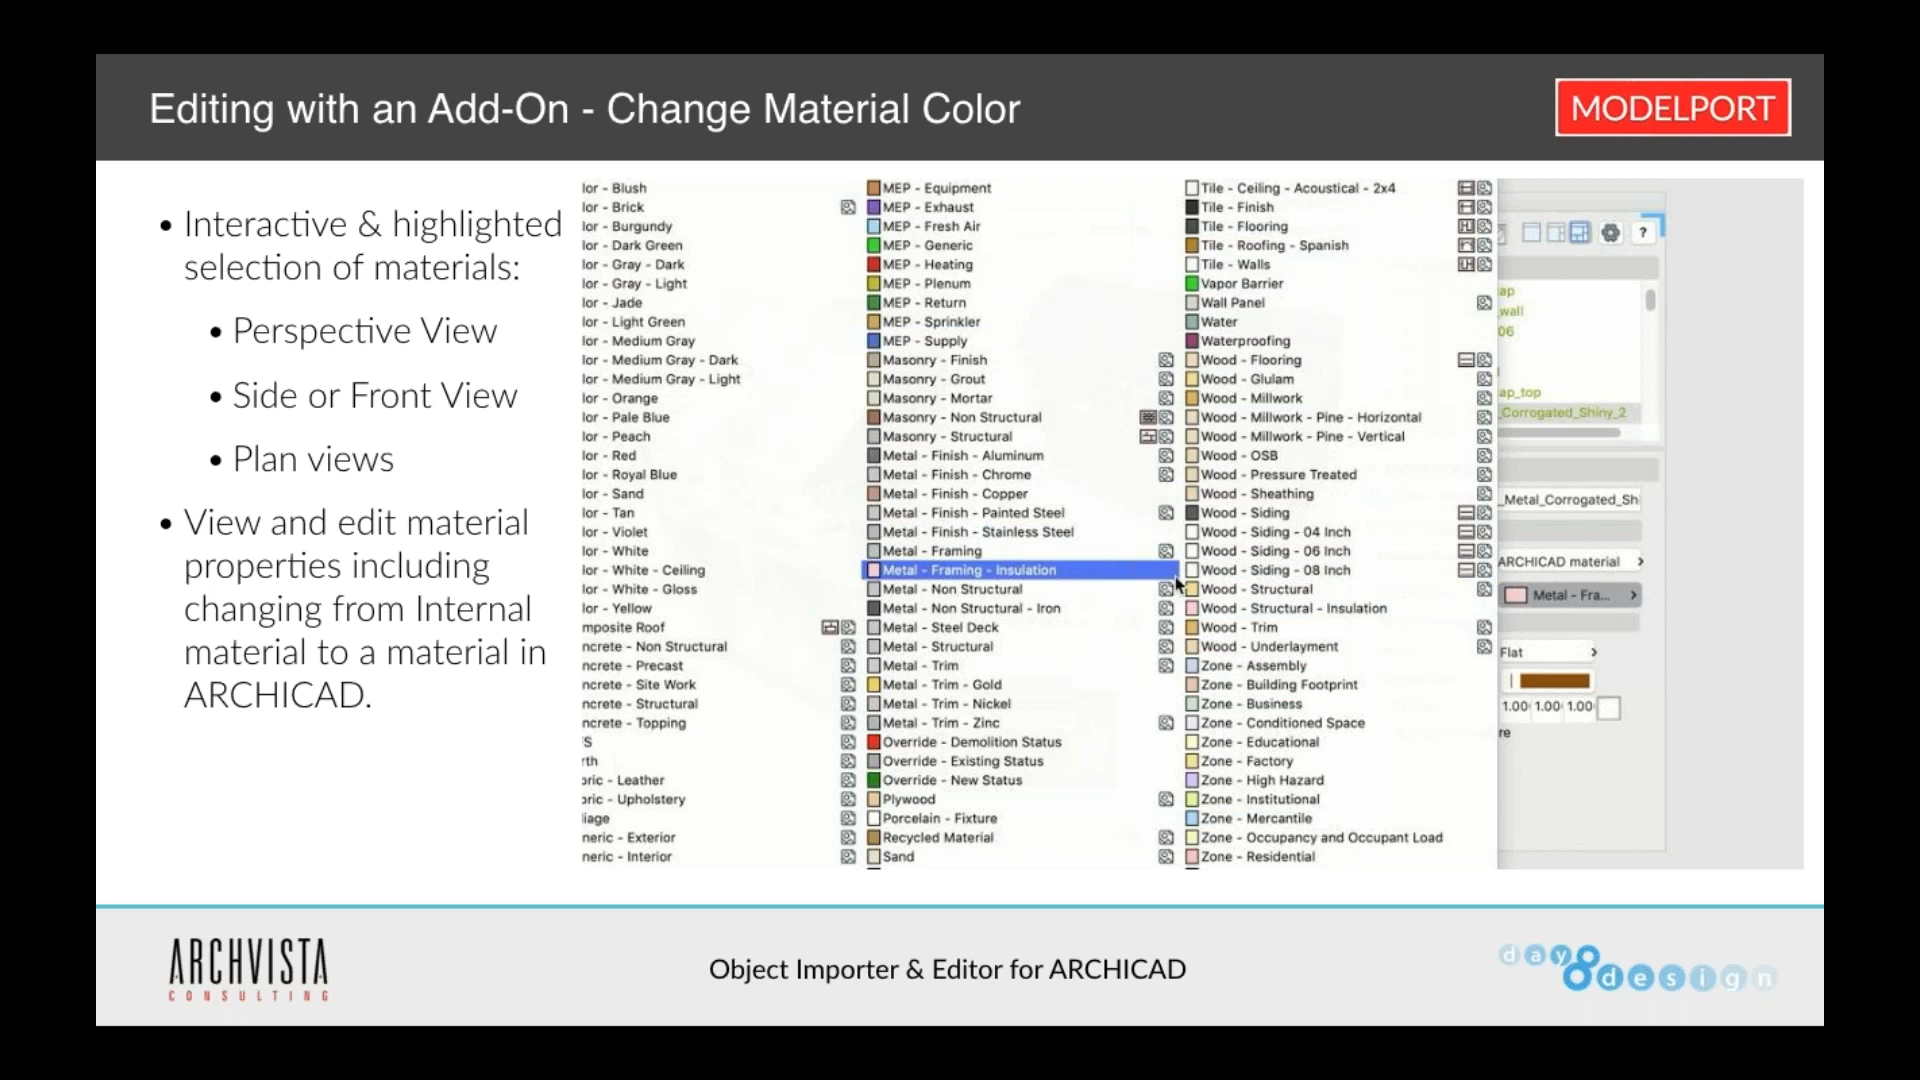 Editing with an Add-On - Change Material Color
MODELPORT
• Interactive & highlighted
selection of materials:
• Perspective View
• Side or Front View
• Plan views
• View and edit material
properties including
changing from Internal
material to a material in
ARCHICAD.
lor - Blush
lor - Brick
lor - Burgundy
lor - Dark Green
lor - Gray - Dark
lor - Gray - Light
lor - Jade
lor - Light Green
lor - Medium Gray
lor - Medium Gray - Dark
lor - Medium Gray - Light
lor - Orange
lor - Pale Blue
lor - Peach
lor - Red
lor - Royal Blue
lor - Sand
lor - Tan
lor - Violet
lor - White
lor - White - Ceiling
lor - White - Gloss
lor - Yellow
mposite Roof
ncrete - Non Structural
ncrete - Precast
ncrete - Site Work
ncrete - Structural
ncrete - Topping
S
rth
bric - Leather
bric - Upholstery
liage
neric - Exterior
neric - Interior
MEP - Equipment
MEP - Exhaust
MEP - Fresh Air
MEP - Generic
MEP - Heating
MEP - Plenum
MEP - Return
MEP - Sprinkler
MEP - Supply
Masonry - Finish
Masonry - Grout
Masonry - Mortar
Masonry - Non Structural
Masonry - Structural
Metal - Finish - Aluminum
Metal - Finish - Chrome
Metal - Finish - Copper
Metal - Finish - Painted Steel
Metal - Finish - Stainless Steel
Metal - Framing
Metal - Framing - Insulation
Metal - Non Structural
Metal - Non Structural - Iron
Metal - Steel Deck
Metal - Structural
Metal - Trim
Metal - Trim - Gold
Metal - Trim - Nickel
Metal - Trim - Zinc
Override - Demolition Status
Override - Existing Status
Override - New Status
Plywood
Porcelain - Fixture
Recycled Material
Sand
Tile - Ceiling - Acoustical - 2x4
Tile - Finish
Tile - Flooring
Tile - Roofing - Spanish
Tile - Walls
Vapor Barrier
Wall Panel
Water
Waterproofing
Wood - Flooring
Wood - Glulam
Wood - Millwork
Wood - Millwork - Pine - Horizontal
Wood - Millwork - Pine - Vertical
Wood - OSB
Wood - Pressure Treated
Wood - Sheathing
Wood - Siding
Wood - Siding - 04 Inch
Wood - Siding - 06 Inch
Wood - Siding - 08 Inch
Wood - Structural
Wood - Structural - Insulation
Wood - Trim
Wood - Underlayment
Zone - Assembly
Zone - Building Footprint
Zone - Business
Zone - Conditioned Space
Zone - Educational
Zone - Factory
Zone - High Hazard
Zone - Institutional
Zone - Mercantile
Zone - Occupancy and Occupant Load
Zone - Residential
?
ap
_wall
06
ap_top
_Corrogated_Shiny_2
_Metal_Corrogated_Sh
ARCHICAD material
Metal - Fra...
Flat
1.00 1.00 1.00
re
ARCHVISTA
CONSULTING
Object Importer & Editor for ARCHICAD
day8design